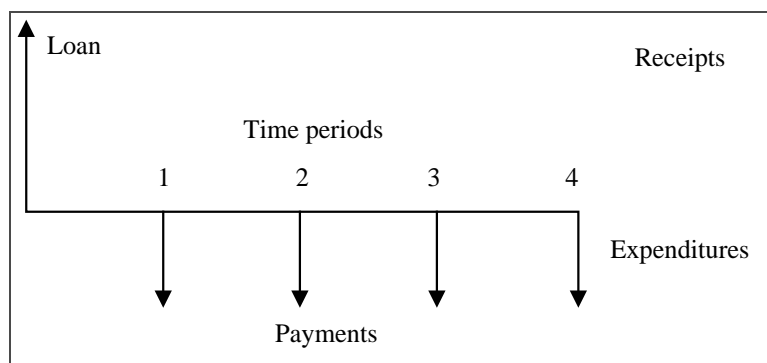 Loan
Receipts
Time periods
1 2 3 4
Expenditures
Payments